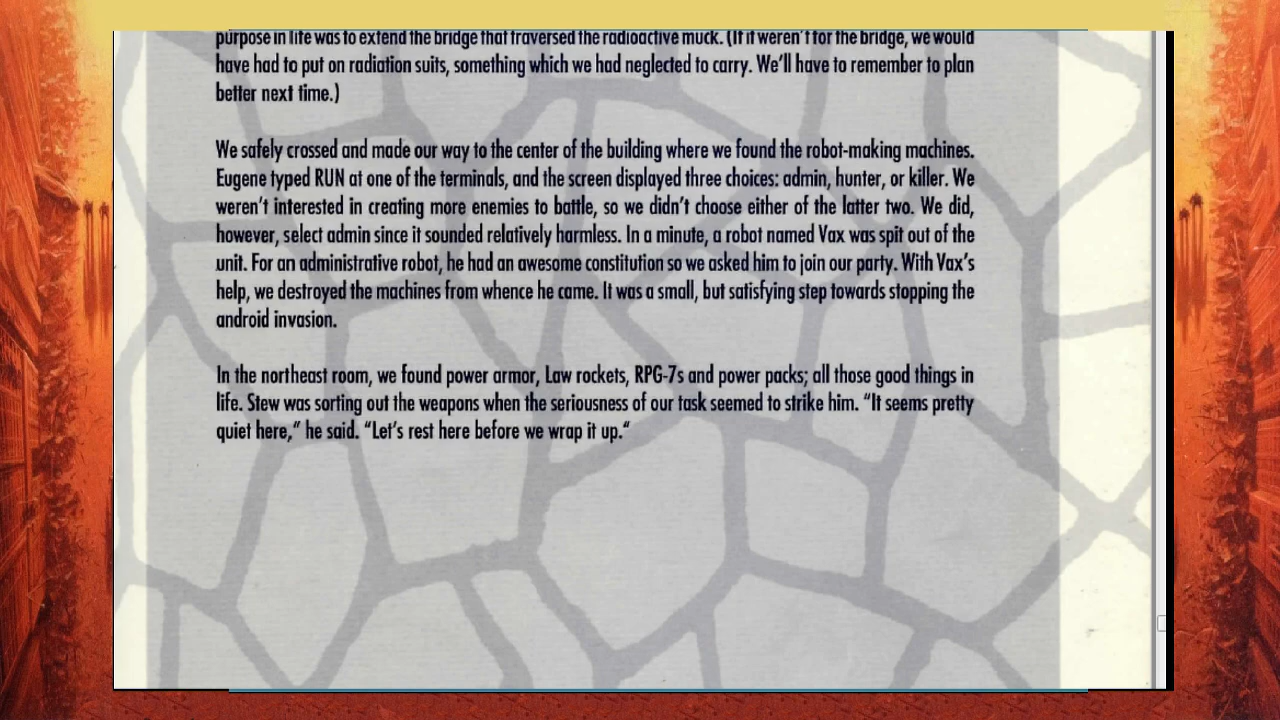 purpose in life was to extend the bridge that traversed the radioactive muck. (If it weren't for the bridge, we would
have had to put on radiation suits, something which we had neglected to carry. We'll have to remember to plan
better next time.)
We safely crossed and made our way to the center of the building where we found the robot-making machines.
Eugene typed RUN at one of the terminals, and the screen displayed three choices: admin, hunter, or killer. We
weren't interested in creating more enemies to battle, so we didn't choose either of the latter two. We did,
however, select admin since it sounded relatively harmless. In a minute, a robot named Vax was spit out of the
unit. For an administrative robot, he had an awesome constitution so we asked him to join our party. With Vax's
help, we destroyed the machines from whence he came. It was a small, but satisfying step towards stopping the
android invasion.
In the northeast room, we found power armor, Law rockets, RPG-7s and power packs; all those good things in
life. Stew was sorting out the weapons when the seriousness of our task seemed to strike him. “It seems pretty
quiet here,” he said. “Let's rest here before we wrap it up.“